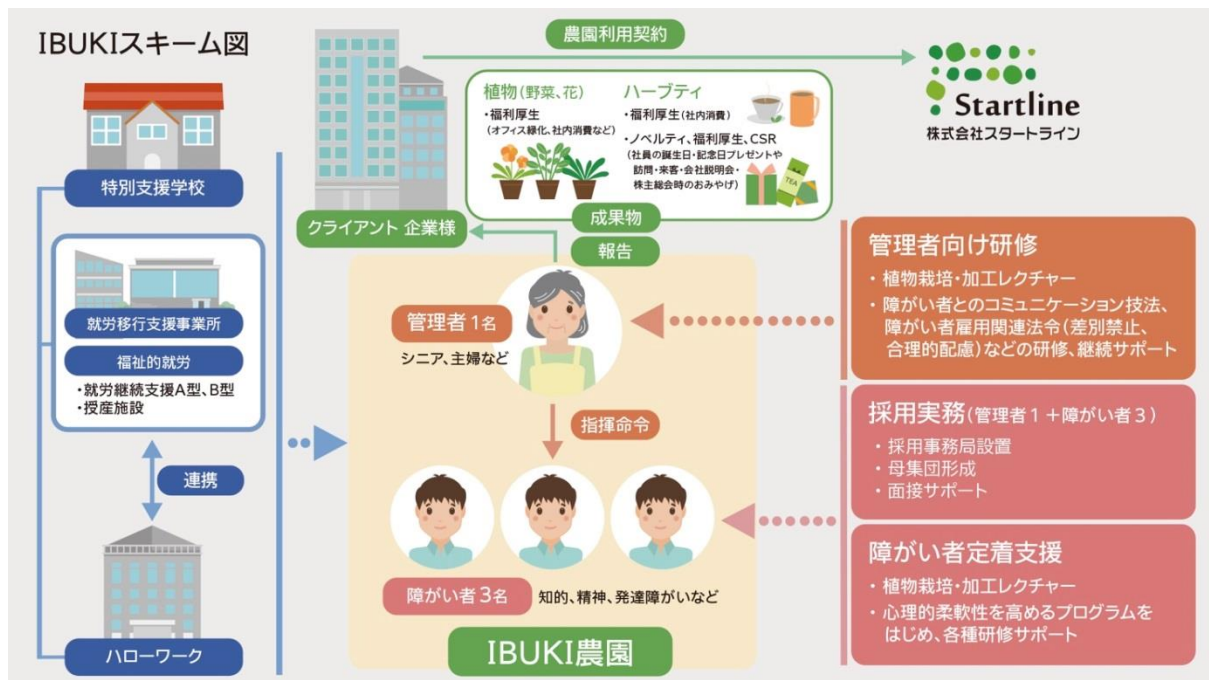 IBUKIスキーム図
特別支援学校
就労移行支援事業所
福祉的就労
・就労継続支援A型、B型
・授産施設
連携
ハローワーク
農園利用契約
クライアント 企業様
植物(野菜、花)
・福利厚生
(オフィス緑化、社内消費など)
ハーブティ
・福利厚生(社内消費)
・ノベルティ、福利厚生、CSR
(社員の誕生日・記念日プレゼントや
訪問・来客・会社説明会・
株主総会時のおみやげ)
TEA
成果物
報告
Startline
株式会社スタートライン
管理者1名
シニア、主婦など
指揮命令
障がい者3名
知的、精神、発達障がいなど
IBUKI農園
管理者向け研修
・植物栽培・加工レクチャー
・障がい者とのコミュニケーション技法、
障がい者雇用関連法令(差別禁止、
合理的配慮)などの研修、継続サポート
採用実務(管理者1+障がい者3)
・採用事務局設置
・母集団形成
・面接サポート
障がい者定着支援
・植物栽培・加工レクチャー
・心理的柔軟性を高めるプログラムを
はじめ、各種研修サポート